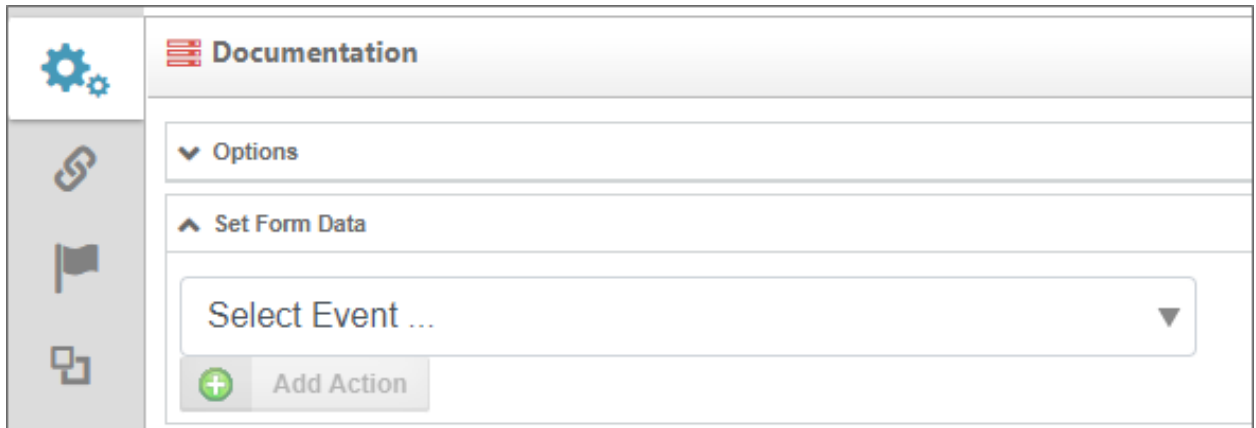 Documentation
Options
Set Form Data
Select Event ...
Add Action